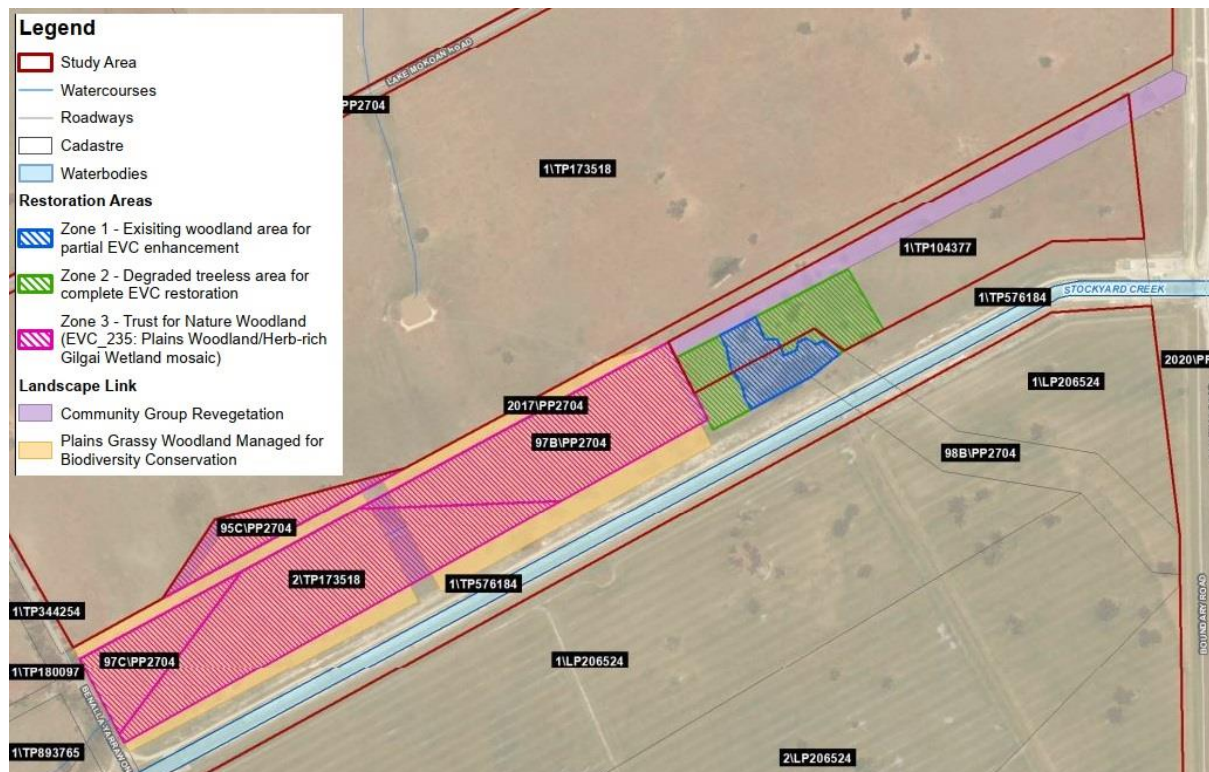 Legend
Study Area
Watercourses
Roadways
Cadastre
Waterbodies
Restoration Areas
Zone 1 - Exisiting woodland area for
partial EVC enhancement
Zone 2 - Degraded treeless area for
complete EVC restoration
Zone 3 - Trust for Nature Woodland
(EVC_235: Plains Woodland/Herb-rich
Gilgai Wetland mosaic)
Landscape Link
Community Group Revegetation
Plains Grassy Woodland Managed for
Biodiversity Conservation
LAKE MOKOAN ROAD
PP2704
1\TP173518
1\TP104377
1\TP576184
STOCKYARD CREEK
2020\PP
1\LP206524
2017\PP2704
97B\PP2704
98B\PP2704
95C\PP2704
2\TP173518
1\TP576184
1\TP344254
97C\PP2704
1\TP180097
1\LP206524
BOUNDARY ROAD
BENALLA-YARRAWO
1\TP893765
2\LP206524